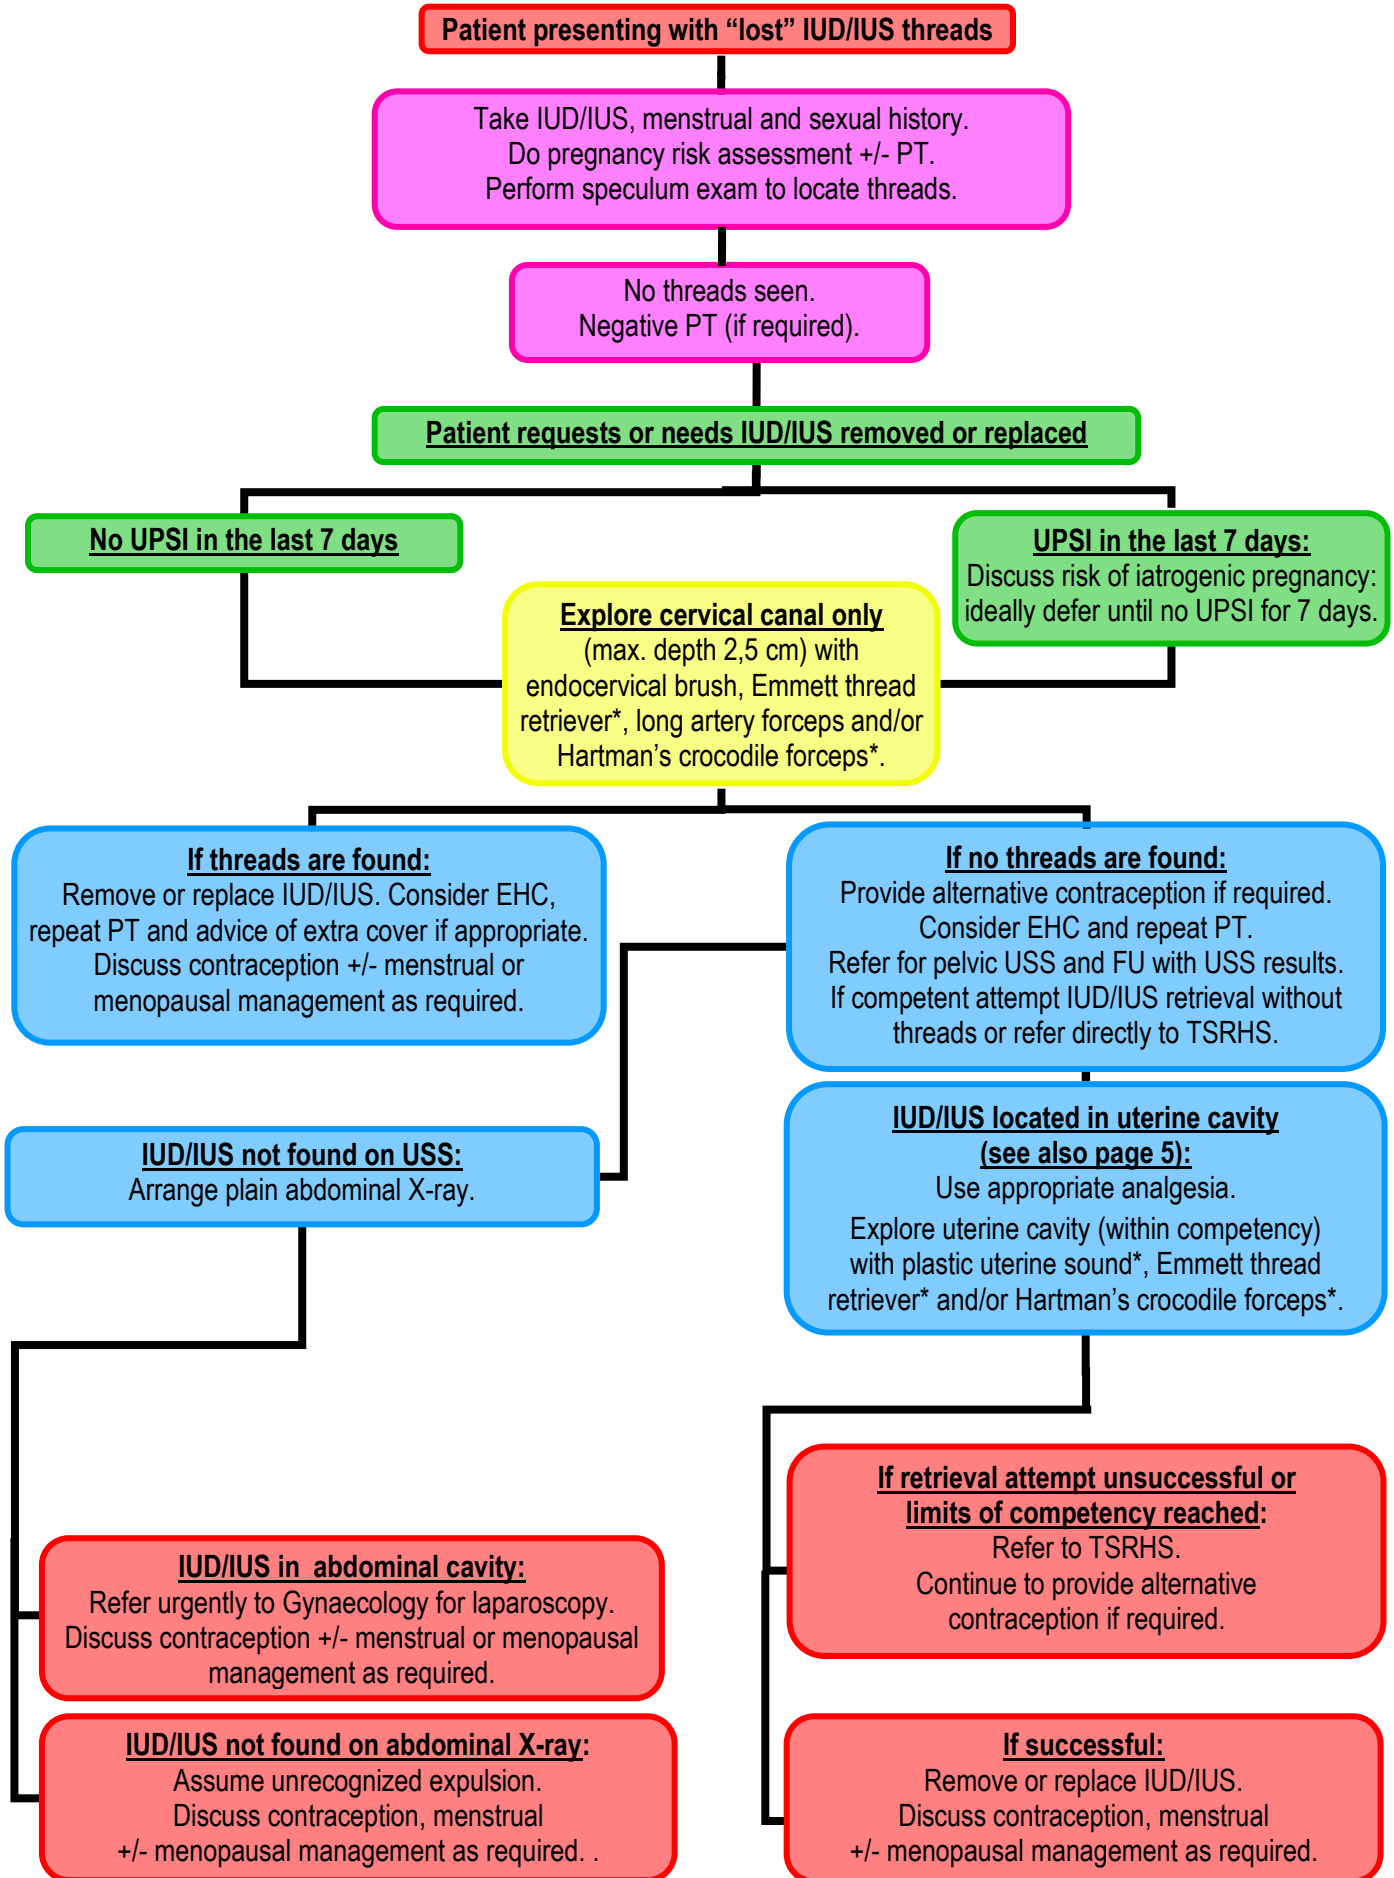 Patient presenting with “lost” IUD/IUS threads
Take IUD/IUS, menstrual and sexual history.
Do pregnancy risk assessment +/- PT.
Perform speculum exam to locate threads.
No threads seen.
Negative PT (if required).
Patient requests or needs IUD/IUS removed or replaced
No UPSI in the last 7 days
UPSI in the last 7 days:
Discuss risk of iatrogenic pregnancy:
ideally defer until no UPSI for 7 days.
Explore cervical canal only
(max. depth 2,5 cm) with
endocervical brush, Emmett thread
retriever*, long artery forceps and/or
Hartman’s crocodile forceps*.
If threads are found:
Remove or replace IUD/IUS. Consider EHC,
repeat PT and advice of extra cover if appropriate.
Discuss contraception +/- menstrual or
menopausal management as required.
If no threads are found:
Provide alternative contraception if required.
Consider EHC and repeat PT.
Refer for pelvic USS and FU with USS results.
If competent attempt IUD/IUS retrieval without
threads or refer directly to TSRHS.
IUD/IUS not found on USS:
Arrange plain abdominal X-ray.
IUD/IUS located in uterine cavity
(see also page 5):
Use appropriate analgesia.
Explore uterine cavity (within competency)
with plastic uterine sound*, Emmett thread
retriever* and/or Hartman’s crocodile forceps*.
If retrieval attempt unsuccessful or
limits of competency reached:
Refer to TSRHS.
Continue to provide alternative
contraception if required.
IUD/IUS in  abdominal cavity:
Refer urgently to Gynaecology for laparoscopy.
Discuss contraception +/- menstrual or menopausal
management as required.
IUD/IUS not found on abdominal X-ray:
Assume unrecognized expulsion.
Discuss contraception, menstrual
+/- menopausal management as required. .
If successful:
Remove or replace IUD/IUS.
Discuss contraception, menstrual
+/- menopausal management as required.